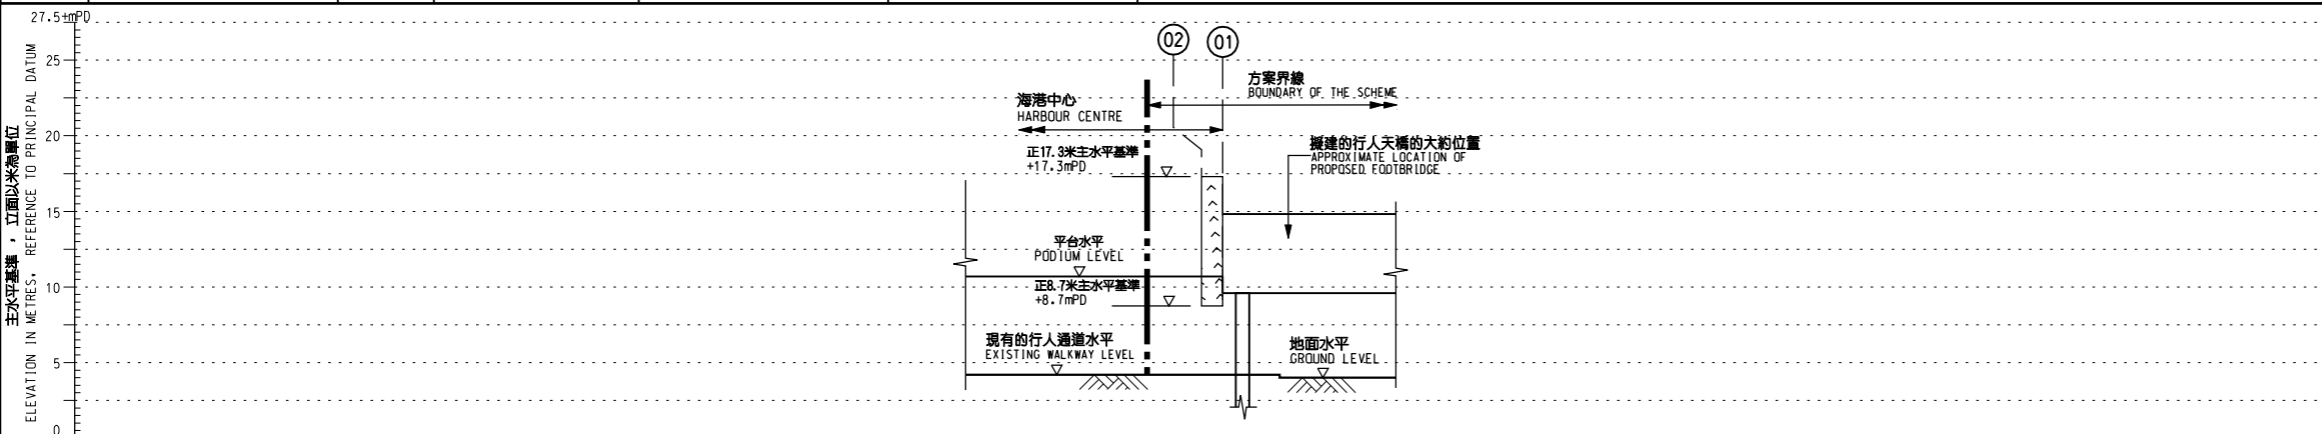 27.5+mPD
25
20
15
10
5
0
主水平基準，立面以米為單位
ELEVATION IN METRES. REFERENCE TO PRINCIPAL DATUM
02
01
方案界線
BOUNDARY OF THE SCHEME
海港中心
HARBOUR CENTRE
擬建的行人天橋的大約位置
APPROXIMATE LOCATION OF
PROPOSED FOOTBRIDGE
正17.3米主水平基準
+17.3mPD
平台水平
PODIUM LEVEL
正8.7米主水平基準
+8.7mPD
現有的行人通道水平
EXISTING WALKWAY LEVEL
地面水平
GROUND LEVEL